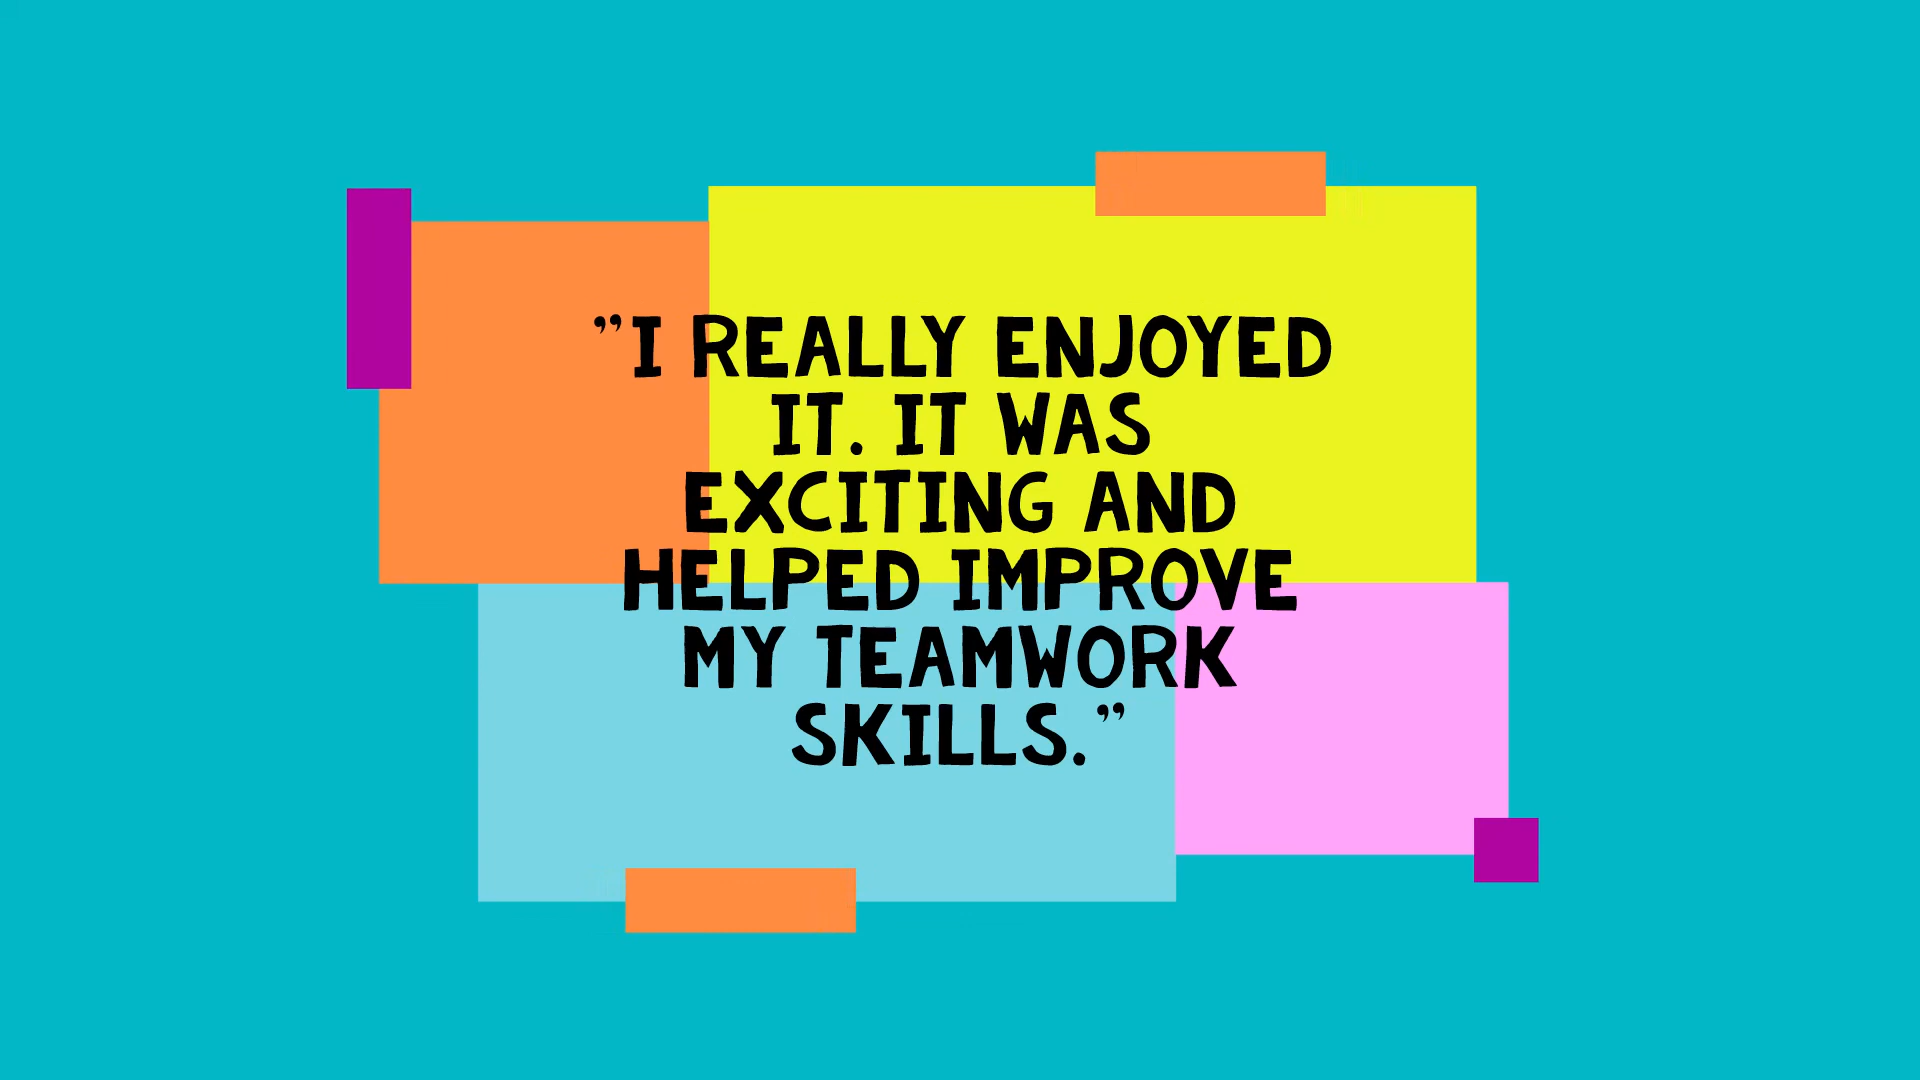 ”I REALLY ENJOYED
IT. IT WAS
EXCITING AND
HELPED IMPROVE
MY TEAMWORK
SKILLS.”